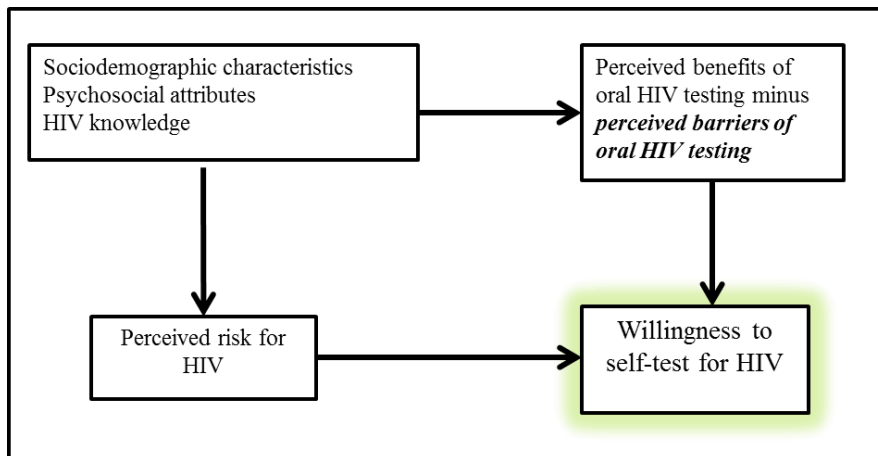 Sociodemographic characteristics
Psychosocial attributes
HIV knowledge
Perceived benefits of
oral HIV testing minus
perceived barriers of
oral HIV testing
Perceived risk for
HIV
Willingness to
self-test for HIV